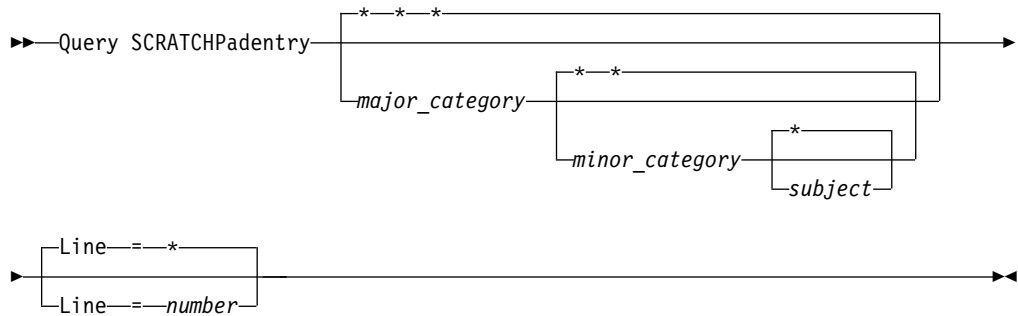 * * *
Query SCRATCHPadentry
* *
major_category
*
minor_category
subject
Line = *
Line = number